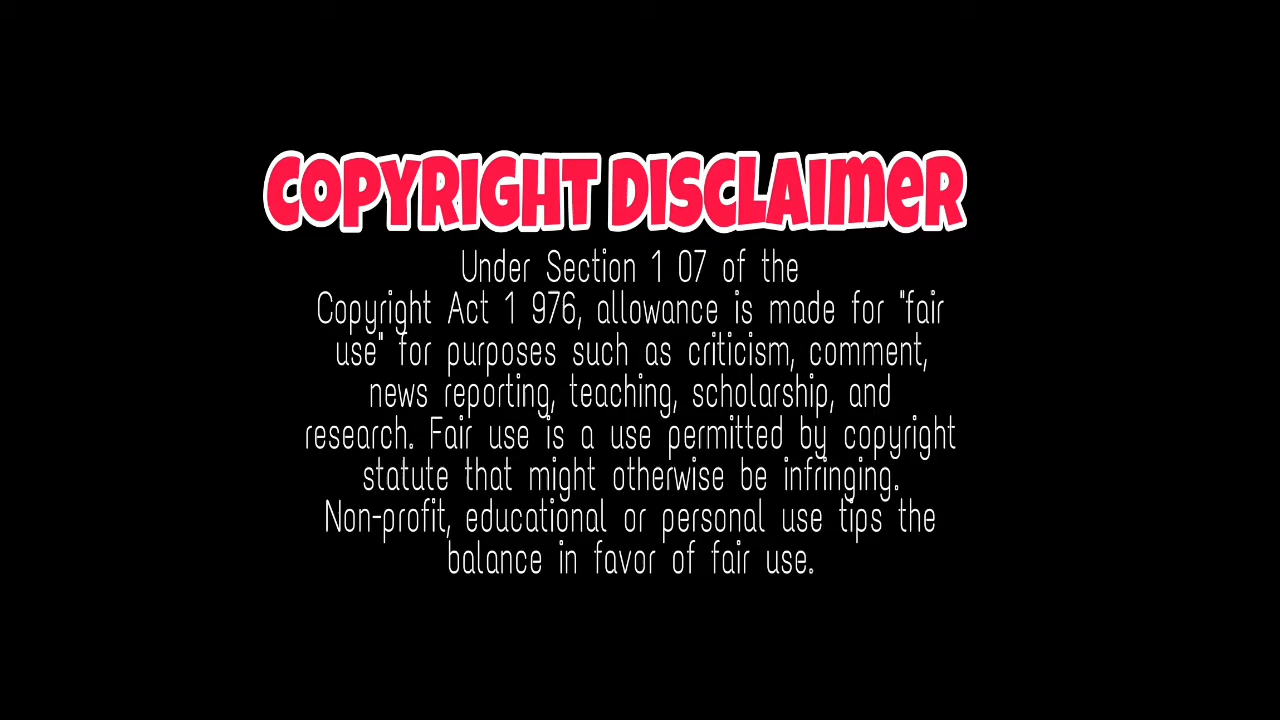 COPYRIGHT DISCLAIMER
Under Section 1 07 of the
Copyright Act 1 976, allowance is made for "fair
use" for purposes such as criticism, comment,
news reporting, teaching, scholarship, and
research. Fair use is a use permitted by copyright
statute that might otherwise be infringing.
Non-profit, educational or personal use tips the
balance in favor of fair use.